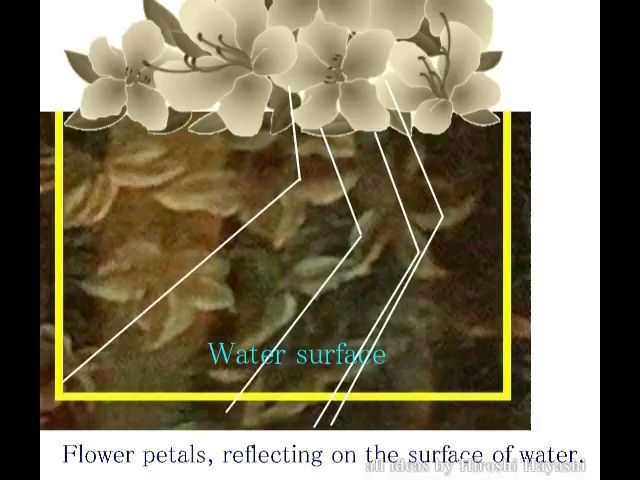 Water surface
Flower petals, reflecting on the surface of water.
all ideas by Hiroshi Hayashi